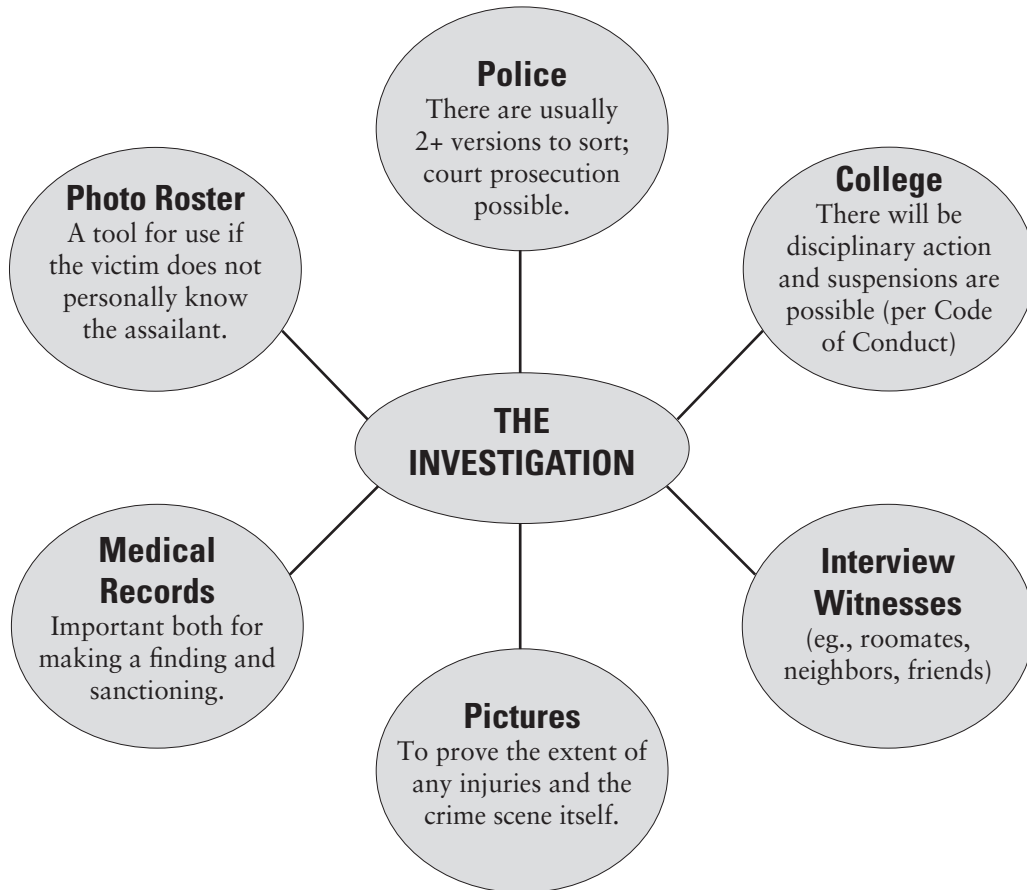 Police
There are usually
2+ versions to sort;
court prosecution
possible.
Photo Roster
A tool for use if
the victim does not
personally know
the assailant.
College
There will be
disciplinary action
and suspensions are
possible (per Code
of Conduct)
THE
INVESTIGATION
Medical
Records
Important both for
making a finding and
sanctioning.
Interview
Witnesses
(eg., roomates,
neighbors, friends)
Pictures
To prove the extent of
any injuries and the
crime scene itself.